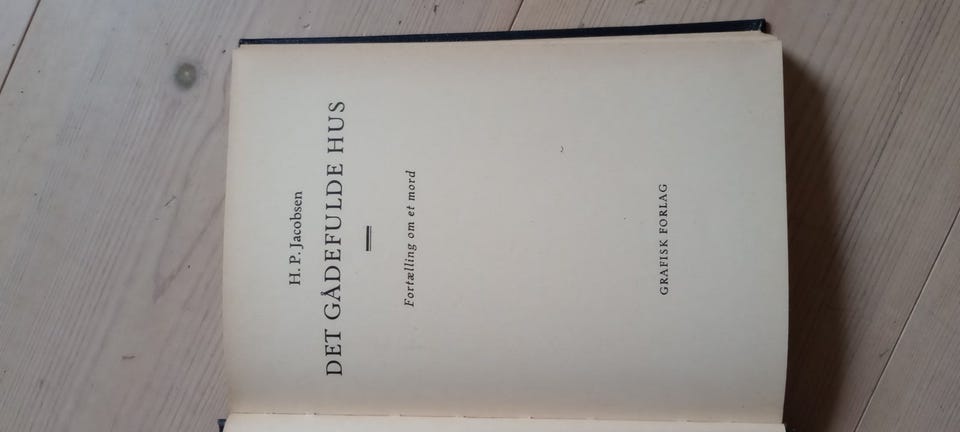 H. P. Jacobsen
DET GÅDEFULDE HUS
Fortælling om et mord
GRAFISK FORLAG